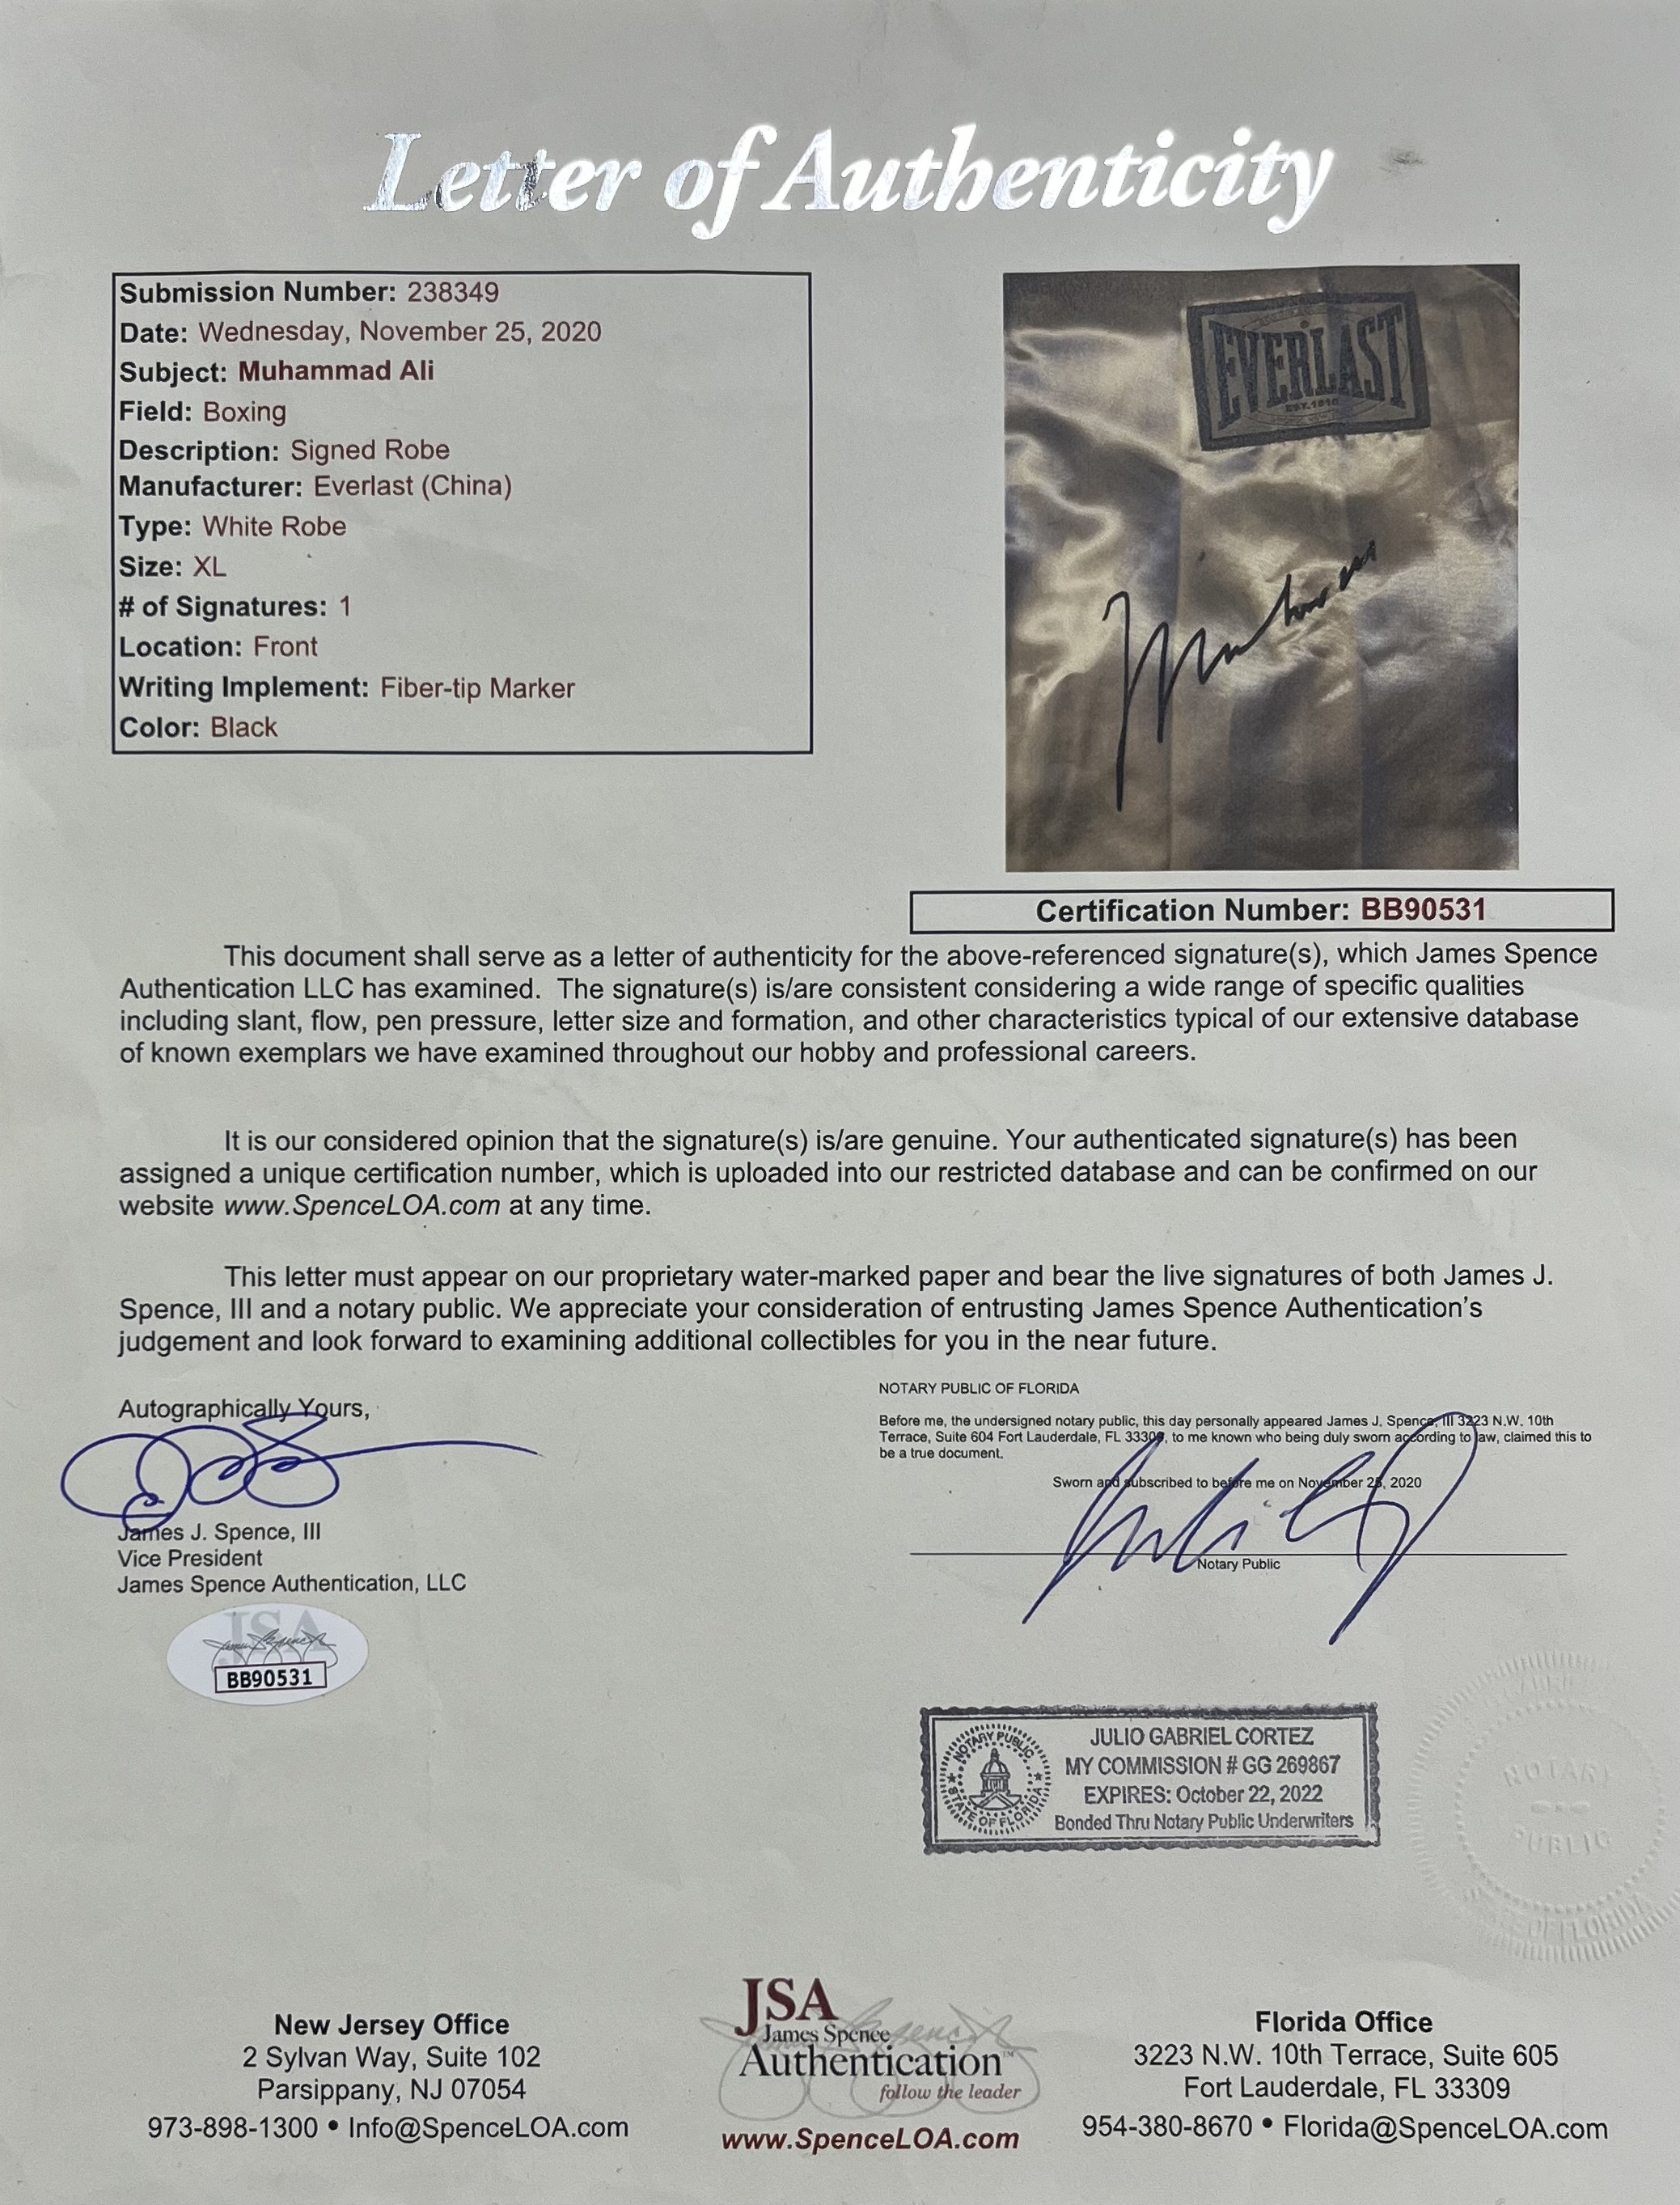 Letter of Authenticity
Submission Number: 238349
Date: Wednesday, November 25, 2020
Subject: Muhammad Ali
Field: Boxing
Description: Signed Robe
Manufacturer: Everlast (China)
Type: White Robe
Size: XL
# of Signatures: 1
Location: Front
Writing Implement: Fiber-tip Marker
Color: Black
EVERLAST
EST. 1910
Certification Number: BB90531
This document shall serve as a letter of authenticity for the above-referenced signature(s), which James Spence
Authentication LLC has examined.  The signature(s) is/are consistent considering a wide range of specific qualities
including slant, flow, pen pressure, letter size and formation, and other characteristics typical of our extensive database
of known exemplars we have examined throughout our hobby and professional careers.
It is our considered opinion that the signature(s) is/are genuine. Your authenticated signature(s) has been
assigned a unique certification number, which is uploaded into our restricted database and can be confirmed on our
website www.SpenceLOA.com at any time.
This letter must appear on our proprietary water-marked paper and bear the live signatures of both James J.
Spence, III and a notary public. We appreciate your consideration of entrusting James Spence Authentication's
judgement and look forward to examining additional collectibles for you in the near future.
Autographically Yours,
James J. Spence, III
Vice President
James Spence Authentication, LLC
JSA
BB90531
NOTARY PUBLIC OF FLORIDA
Before me, the undersigned notary public, this day personally appeared James J. Spence, III 3223 N.W. 10th
Terrace, Suite 604 Fort Lauderdale, FL 33309, to me known who being duly sworn according to law, claimed this to
be a true document.
Sworn and subscribed to before me on November 25, 2020
Notary Public
NOTARY PUBLIC
STATE OF FLORIDA
JULIO GABRIEL CORTEZ
MY COMMISSION # GG 269867
EXPIRES: October 22, 2022
Bonded Thru Notary Public Underwriters
NOTARY
PUBLIC
STATE OF FLORIDA
New Jersey Office
2 Sylvan Way, Suite 102
Parsippany, NJ 07054
973-898-1300 • Info@SpenceLOA.com
JSA
James Spence
Authentication™
follow the leader
www.SpenceLOA.com
Florida Office
3223 N.W. 10th Terrace, Suite 605
Fort Lauderdale, FL 33309
954-380-8670 • Florida@SpenceLOA.com